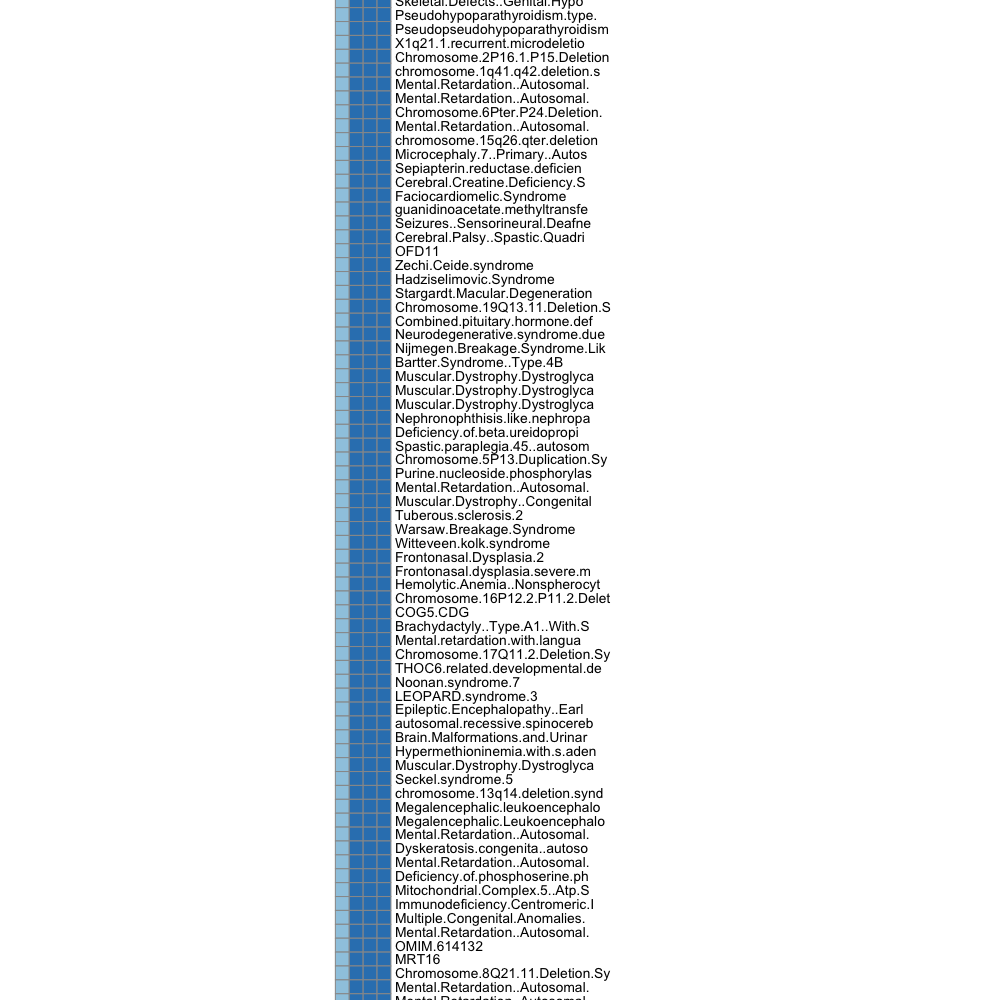 Skeletal.Defects..Genital.Hypo
Pseudohypoparathyroidism.type.
Pseudopseudohypoparathyroidism
X1q21.1.recurrent.microdeletio
Chromosome.2P16.1.P15.Deletion
chromosome.1q41.q42.deletion.s
Mental.Retardation..Autosomal.
Mental.Retardation..Autosomal.
Chromosome.6Pter.P24.Deletion.
Mental.Retardation..Autosomal.
chromosome.15q26.qter.deletion
Microcephaly.7..Primary..Autos
Sepiapterin.reductase.deficien
Cerebral.Creatine.Deficiency.S
Faciocardiomelic.Syndrome
guanidinoacetate.methyltransfe
Seizures..Sensorineural.Deafne
Cerebral.Palsy..Spastic.Quadri
OFD11
Zechi.Ceide.syndrome
Hadziselimovic.Syndrome
Stargardt.Macular.Degeneration
Chromosome.19Q13.11.Deletion.S
Combined.pituitary.hormone.def
Neurodegenerative.syndrome.due
Nijmegen.Breakage.Syndrome.Lik
Bartter.Syndrome..Type.4B
Muscular.Dystrophy.Dystroglyca
Muscular.Dystrophy.Dystroglyca
Muscular.Dystrophy.Dystroglyca
Nephronophthisis.like.nephropa
Deficiency.of.beta.ureidopropi
Spastic.paraplegia.45..autosom
Chromosome.5P13.Duplication.Sy
Purine.nucleoside.phosphorylas
Mental.Retardation..Autosomal.
Muscular.Dystrophy..Congenital
Tuberous.sclerosis.2
Warsaw.Breakage.Syndrome
Witteveen.kolk.syndrome
Frontonasal.Dysplasia.2
Frontonasal.dysplasia.severe.m
Hemolytic.Anemia..Nonspherocyt
Chromosome.16P12.2.P11.2.Delet
COG5.CDG
Brachydactyly..Type.A1..With.S
Mental.retardation.with.langua
Chromosome.17Q11.2.Deletion.Sy
THOC6.related.developmental.de
Noonan.syndrome.7
LEOPARD.syndrome.3
Epileptic.Encephalopathy..Earl
autosomal.recessive.spinocereb
Brain.Malformations.and.Urinar
Hypermethioninemia.with.s.aden
Muscular.Dystrophy.Dystroglyca
Seckel.syndrome.5
chromosome.13q14.deletion.synd
Megalencephalic.leukoencephalo
Megalencephalic.Leukoencephalo
Mental.Retardation..Autosomal.
Dyskeratosis.congenita..autoso
Mental.Retardation..Autosomal.
Deficiency.of.phosphoserine.ph
Mitochondrial.Complex.5..Atp.S
Immunodeficiency.Centromeric.I
Multiple.Congenital.Anomalies.
Mental.Retardation..Autosomal.
OMIM.614132
MRT16
Chromosome.8Q21.11.Deletion.Sy
Mental.Retardation..Autosomal.
Mental.Retardation..Autosomal.